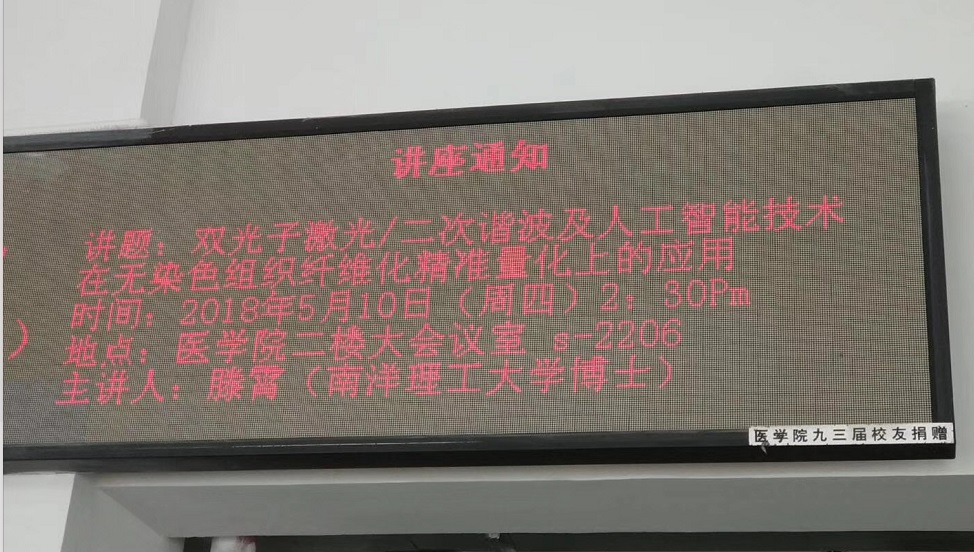 讲座通知
讲题：双光子激光/二次谐波及人工智能技术
在无染色组织纤维化精准量化上的应用
时间：2018年5月10日（周四）2：30Pm
地点：医学院二楼大会议室 s-2206
）
主讲人：滕霄（南洋理工大学博士）
医学院九三届校友捐赠